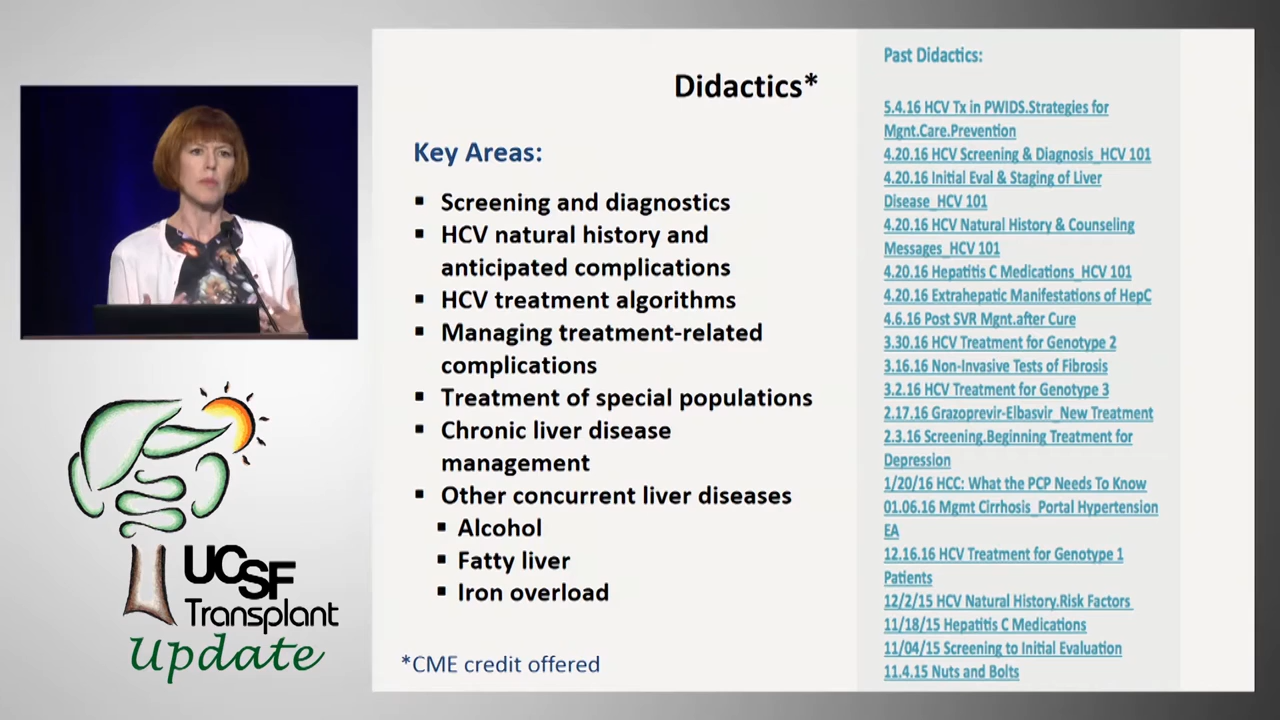 Didactics*
Key Areas:
▪ Screening and diagnostics
▪ HCV natural history and
anticipated complications
▪ HCV treatment algorithms
▪ Managing treatment-related
complications
▪ Treatment of special populations
▪ Chronic liver disease
management
▪ Other concurrent liver diseases
▪ Alcohol
▪ Fatty liver
▪ Iron overload
*CME credit offered
Past Didactics:
5.4.16 HCV Tx in PWIDS.Strategies for
Mgnt.Care.Prevention
4.20.16 HCV Screening & Diagnosis_HCV 101
4.20.16 Initial Eval & Staging of Liver
Disease_HCV 101
4.20.16 HCV Natural History & Counseling
Messages_HCV 101
4.20.16 Hepatitis C Medications_HCV 101
4.20.16 Extrahepatic Manifestations of HepC
4.6.16 Post SVR Mgnt.after Cure
3.30.16 HCV Treatment for Genotype 2
3.16.16 Non-Invasive Tests of Fibrosis
3.2.16 HCV Treatment for Genotype 3
2.17.16 Grazoprevir-Elbasvir_New Treatment
2.3.16 Screening.Beginning Treatment for
Depression
1/20/16 HCC: What the PCP Needs To Know
01.06.16 Mgmt Cirrhosis_Portal Hypertension
EA
12.16.16 HCV Treatment for Genotype 1
Patients
12/2/15 HCV Natural History.Risk Factors
11/18/15 Hepatitis C Medications
11/04/15 Screening to Initial Evaluation
11.4.15 Nuts and Bolts
UCSF
Transplant
Update